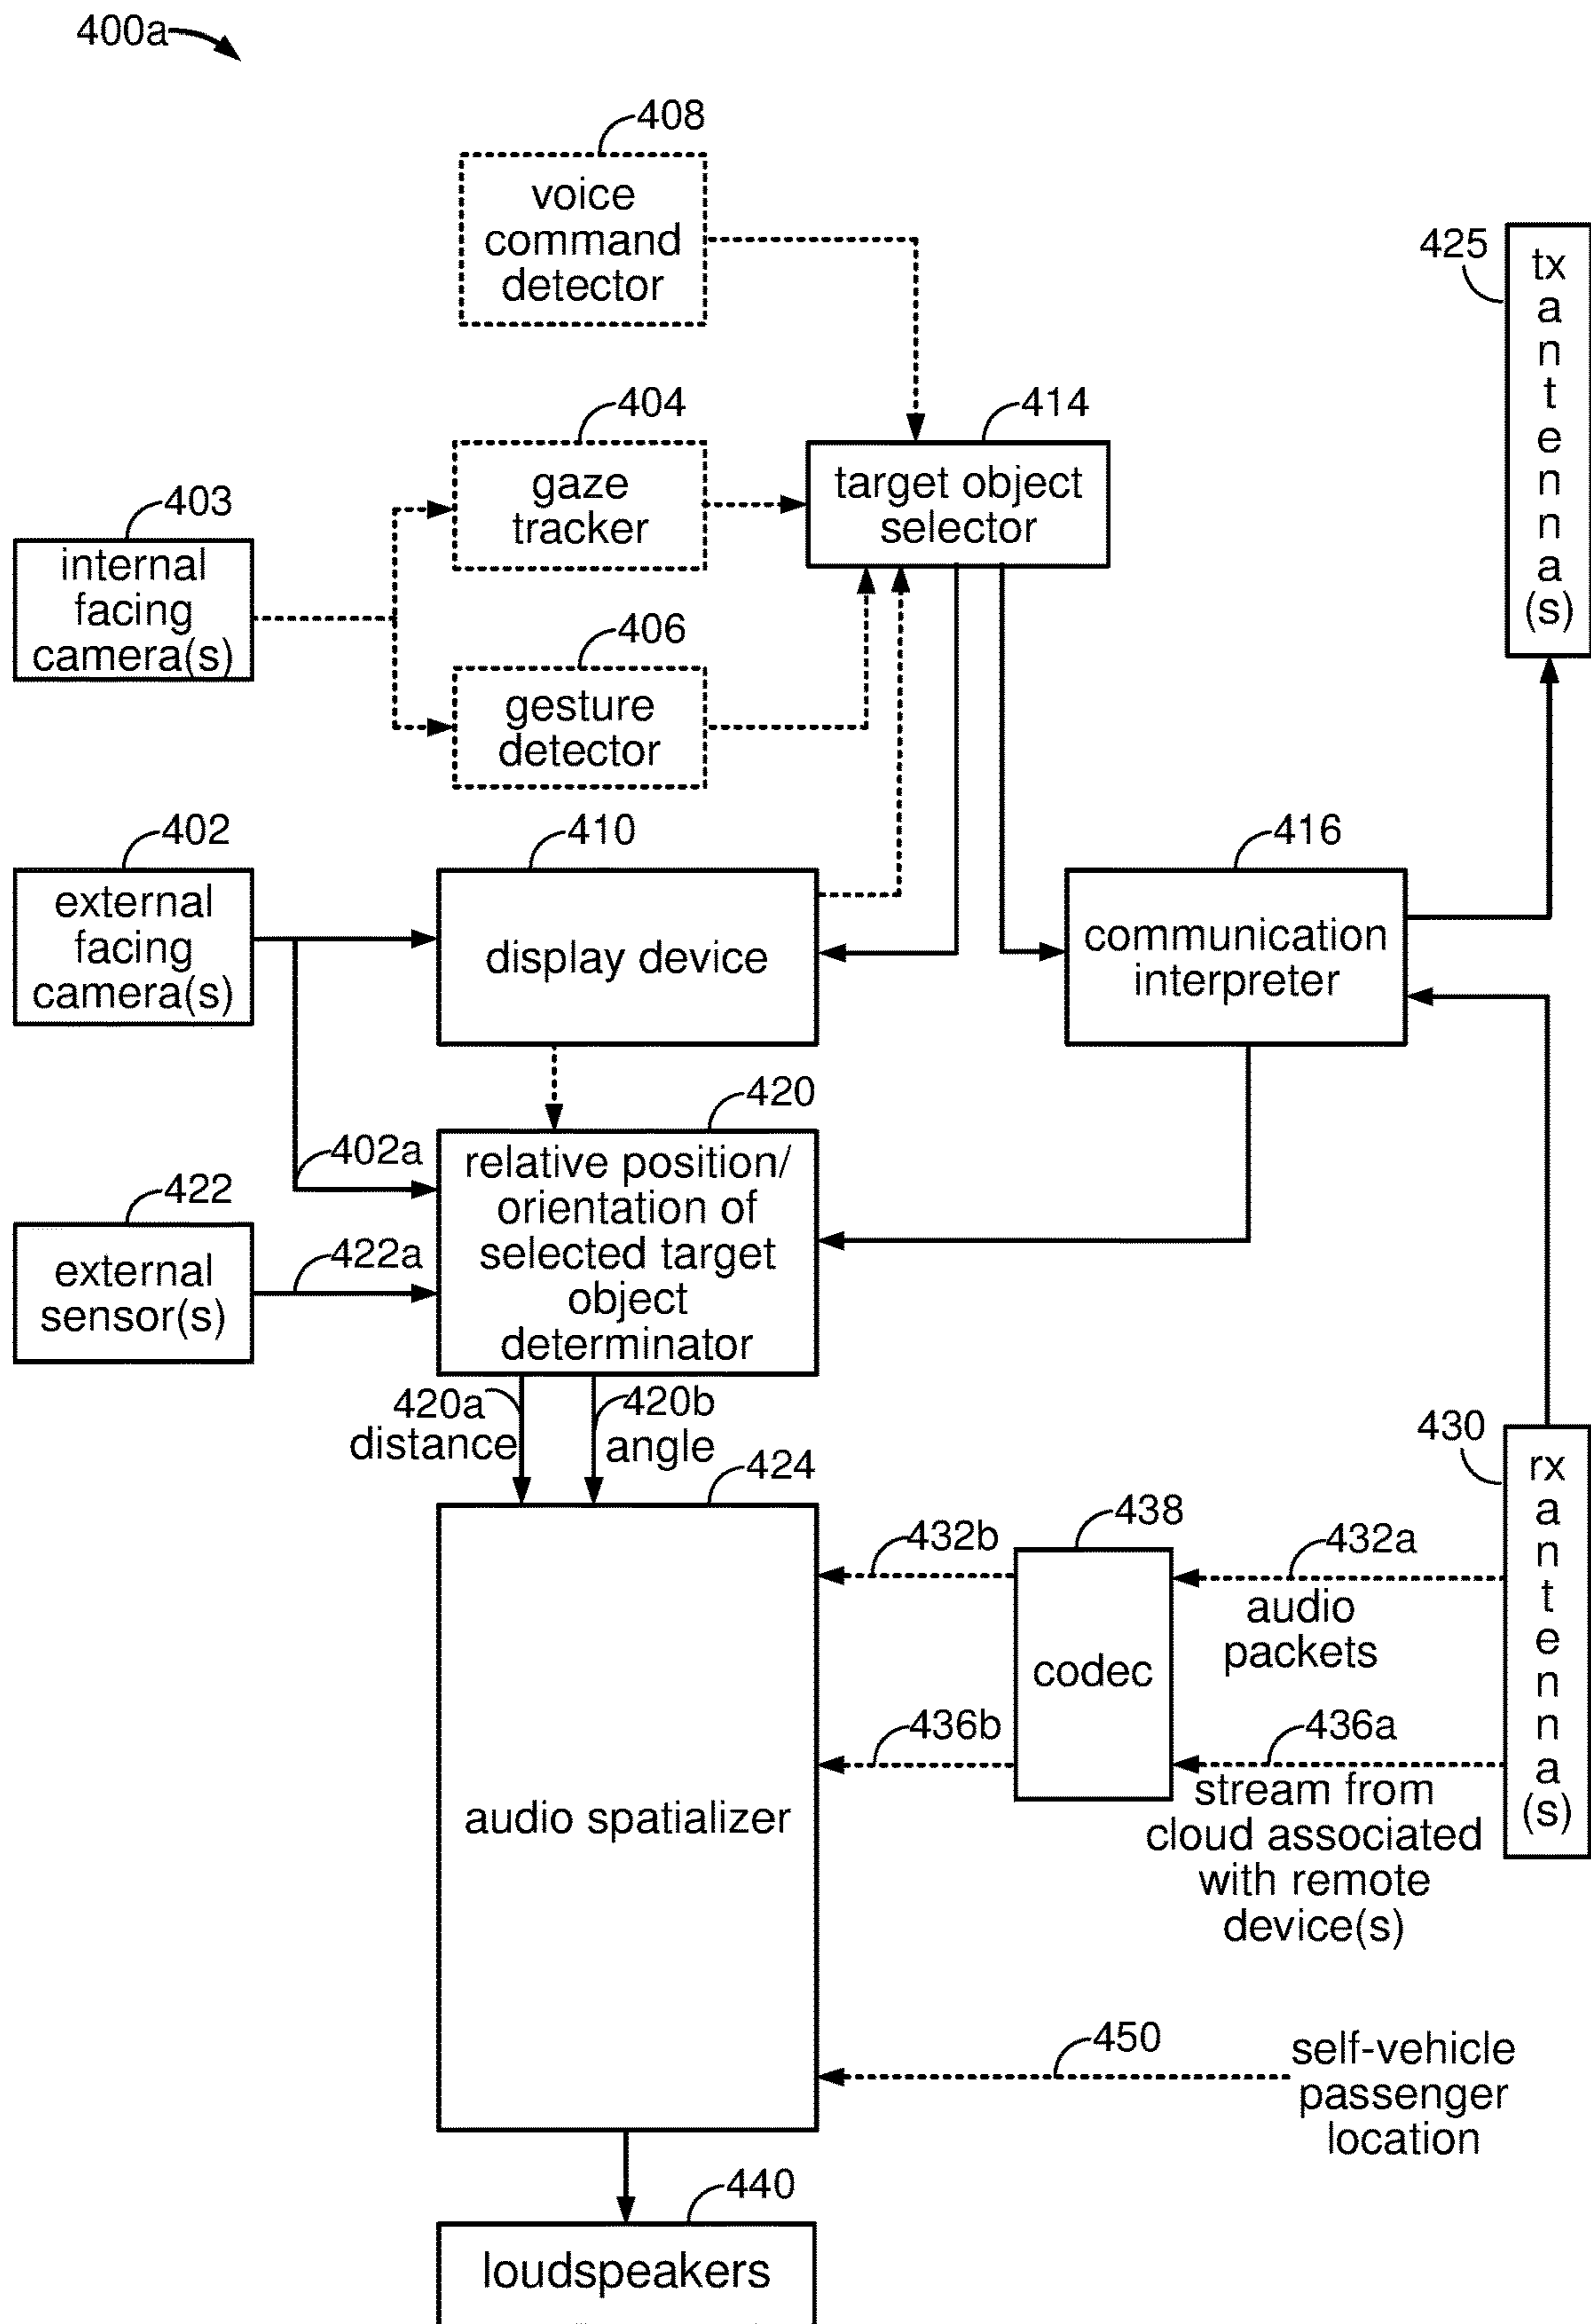 400a
408
voice
command
detector
425
tx
a
n
t
e
n
n
a
(s)
404
gaze
tracker
414
target object
selector
403
internal
facing
camera(s)
406
gesture
detector
402
external
facing
camera(s)
410
display device
416
communication
interpreter
420
402a
relative position/
orientation of
selected target
object
determinator
422
external
sensor(s)
422a
420a
distance
420b
angle
424
audio spatializer
430
rx
a
n
t
e
n
n
a
(s)
438
codec
432b
432a
audio
packets
436b
436a
stream from
cloud associated
with remote
device(s)
450
self-vehicle
passenger
location
440
loudspeakers